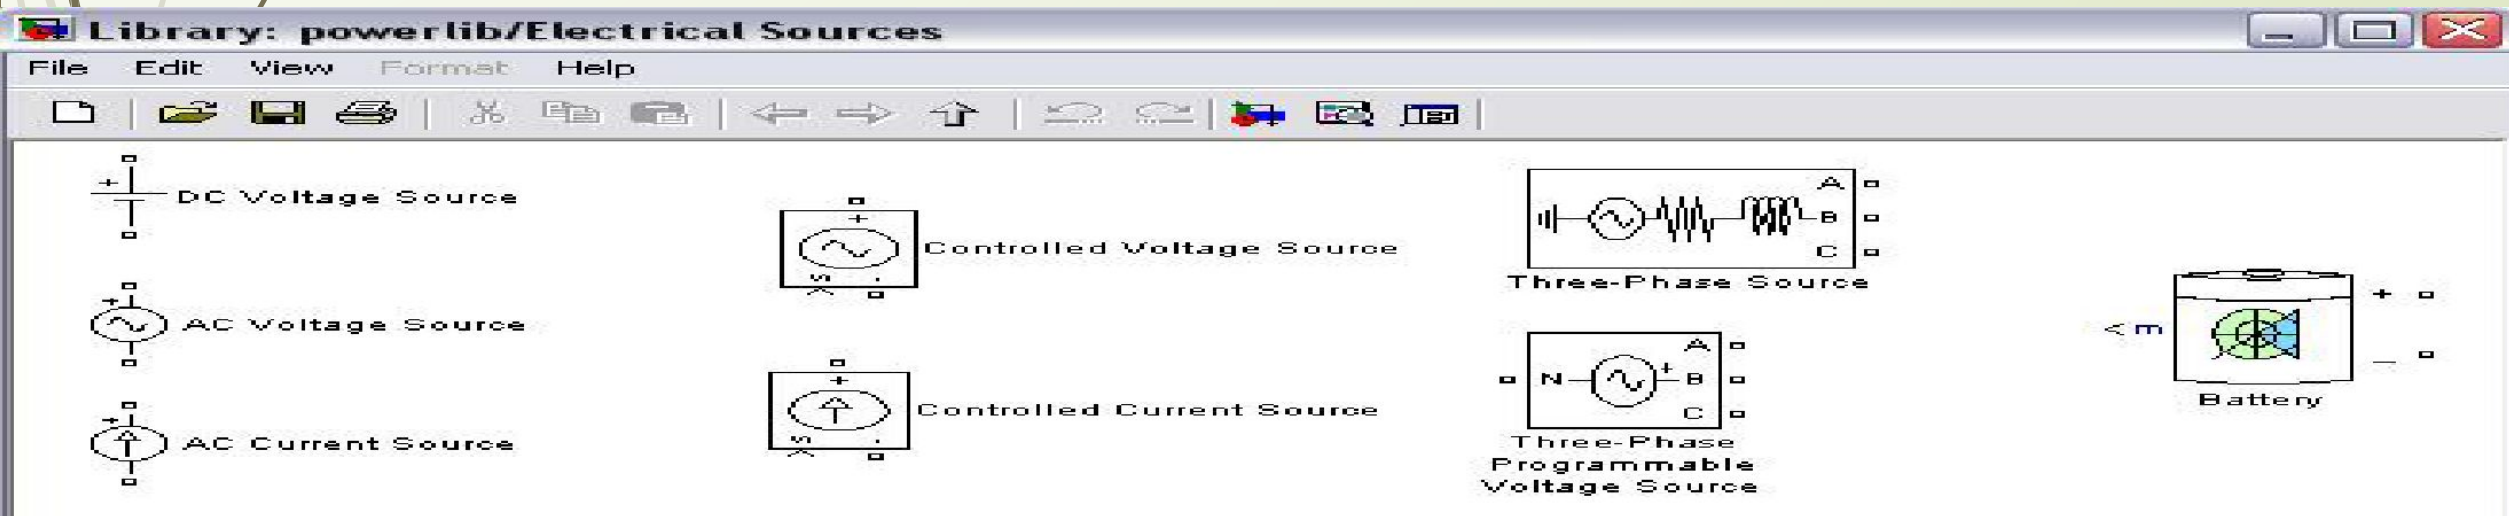 Library: powerlib/Electrical Sources
File Edit View Format Help
DC Voltage Source
AC Voltage Source
AC Current Source
+
s
-
Controlled Voltage Source
+
s
-
Controlled Current Source
A
B
C
Three-Phase Source
N
+
A
B
C
Three-Phase
Programmable
Voltage Source
< m
+
_
Battery